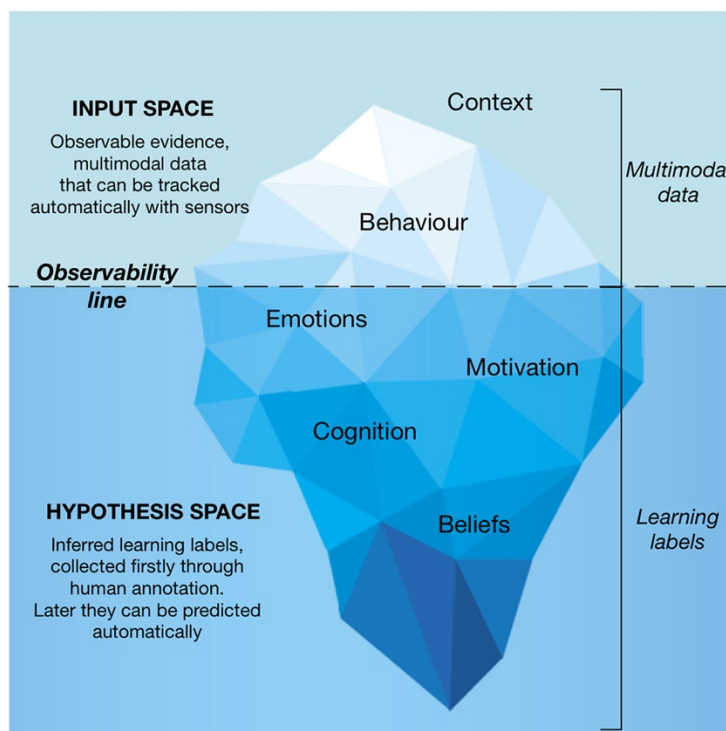 Context
INPUT SPACE
Observable evidence,
multimodal data
that can be tracked
automatically with sensors
Multimoda
data
Behaviour
Observability
line
Emotions
Motivation
Cognition
HYPOTHESIS SPACE
Inferred learning labels,
collected firstly through
human annotation.
Later they can be predicted
automatically
Beliefs
Learning
labels